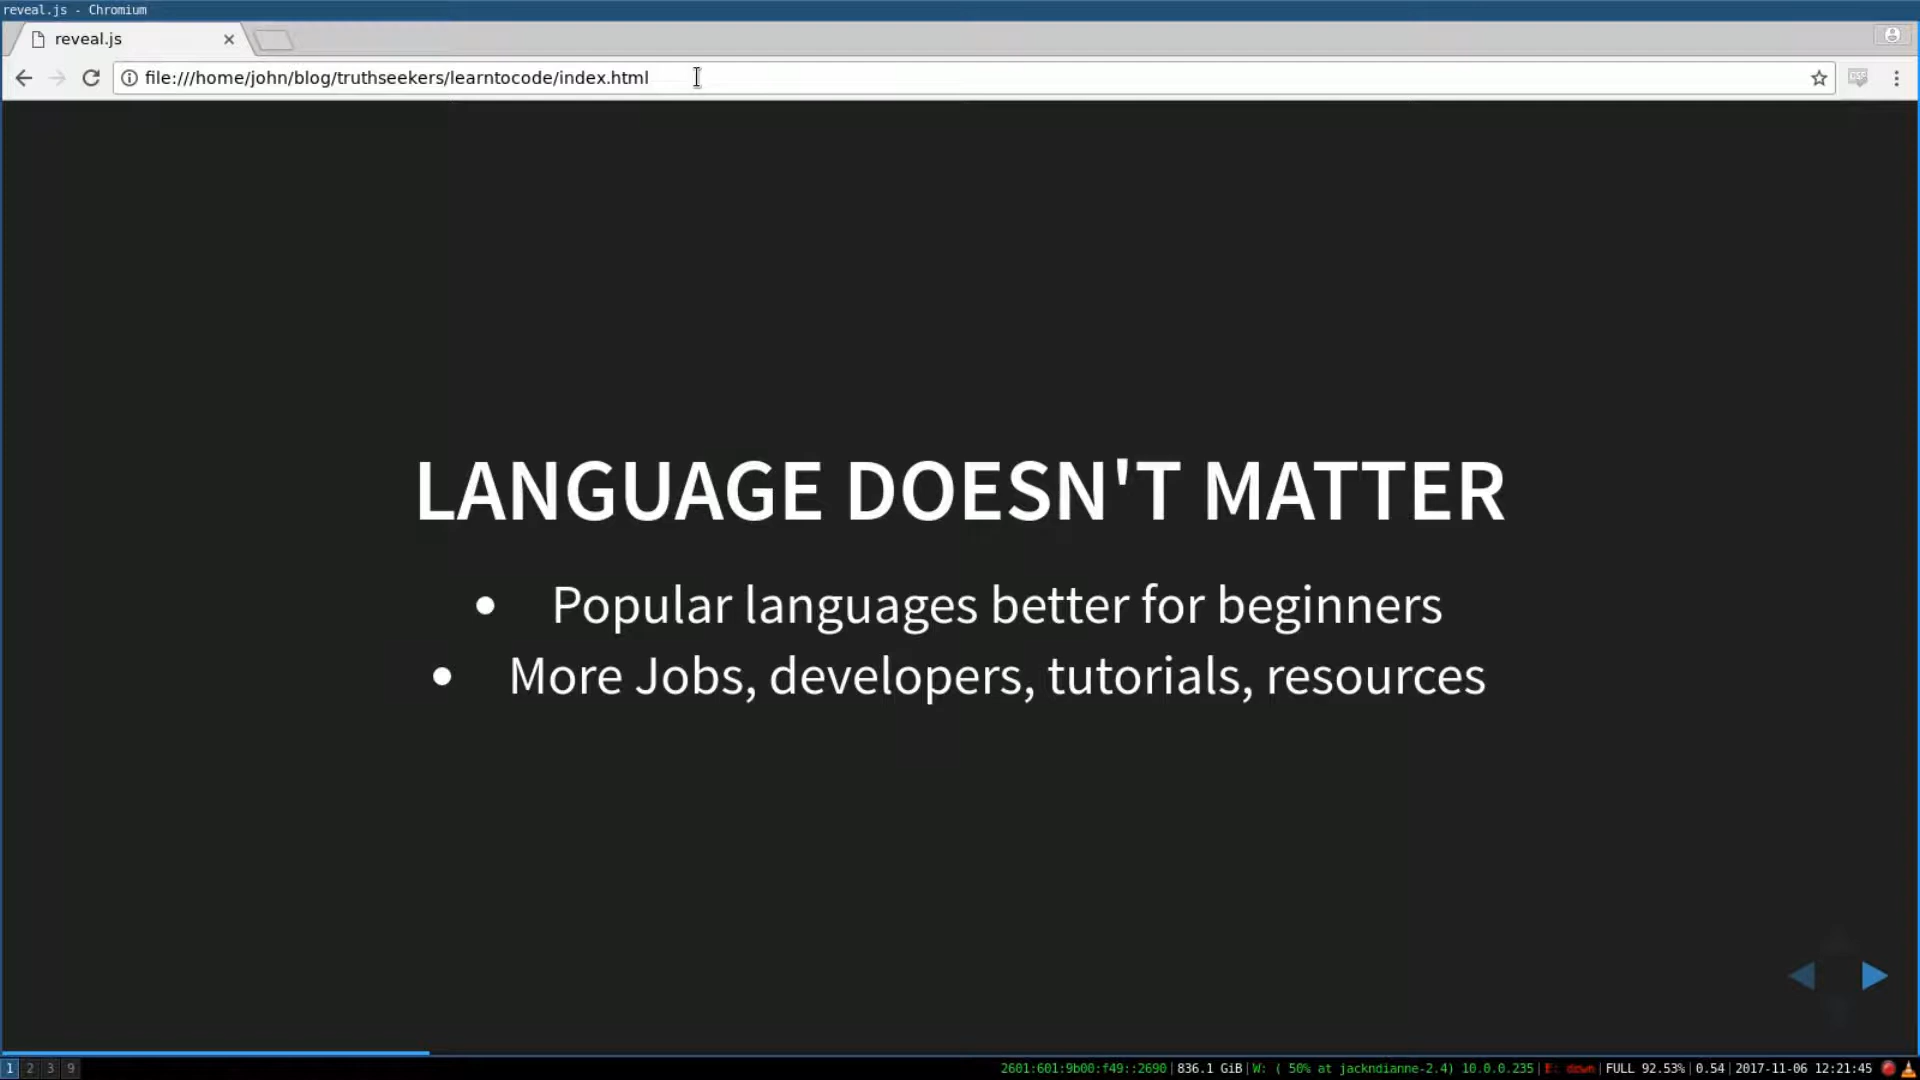 reveal.js - Chromium
reveal.js
file:///home/john/blog/truthseekers/learntocode/index.html
LANGUAGE DOESN'T MATTER
• Popular languages better for beginners
• More Jobs, developers, tutorials, resources
1 2 3 9 2601:601:9b00:f49::2690|836.1 GiB|W: ( 50% at jackndianne-2.4) 10.0.0.235|E: down|FULL 92.53%|0.54|2017-11-06 12:21:45